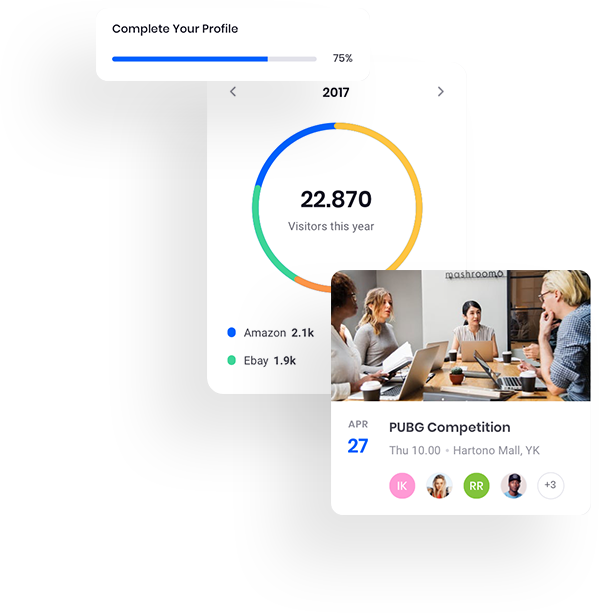 Complete Your Profile
75%
2017
22.870
Visitors this year
mashroomo
Amazon 2.1k
Ebay 1.9k
APR
27
PUBG Competition
Thu 10.00 • Hartono Mall, YK
IK
RR
+3